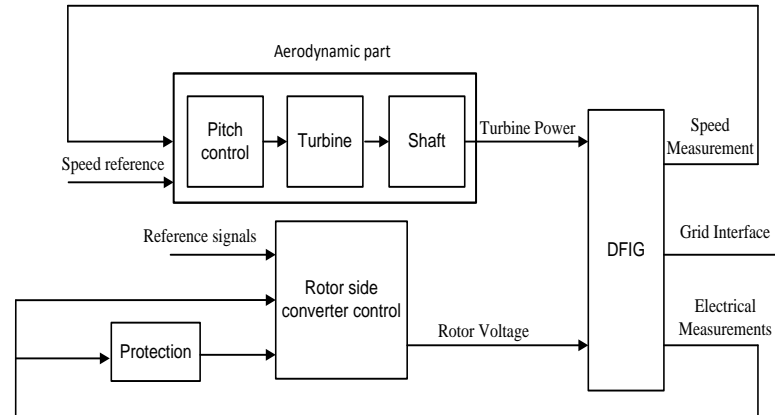 Aerodynamic part
Pitch
control
Turbine
Shaft
Turbine Power
Speed
Measurement
Speed reference
Reference signals
Rotor side
converter control
DFIG
Grid Interface
Electrical
Measurements
Rotor Voltage
Protection